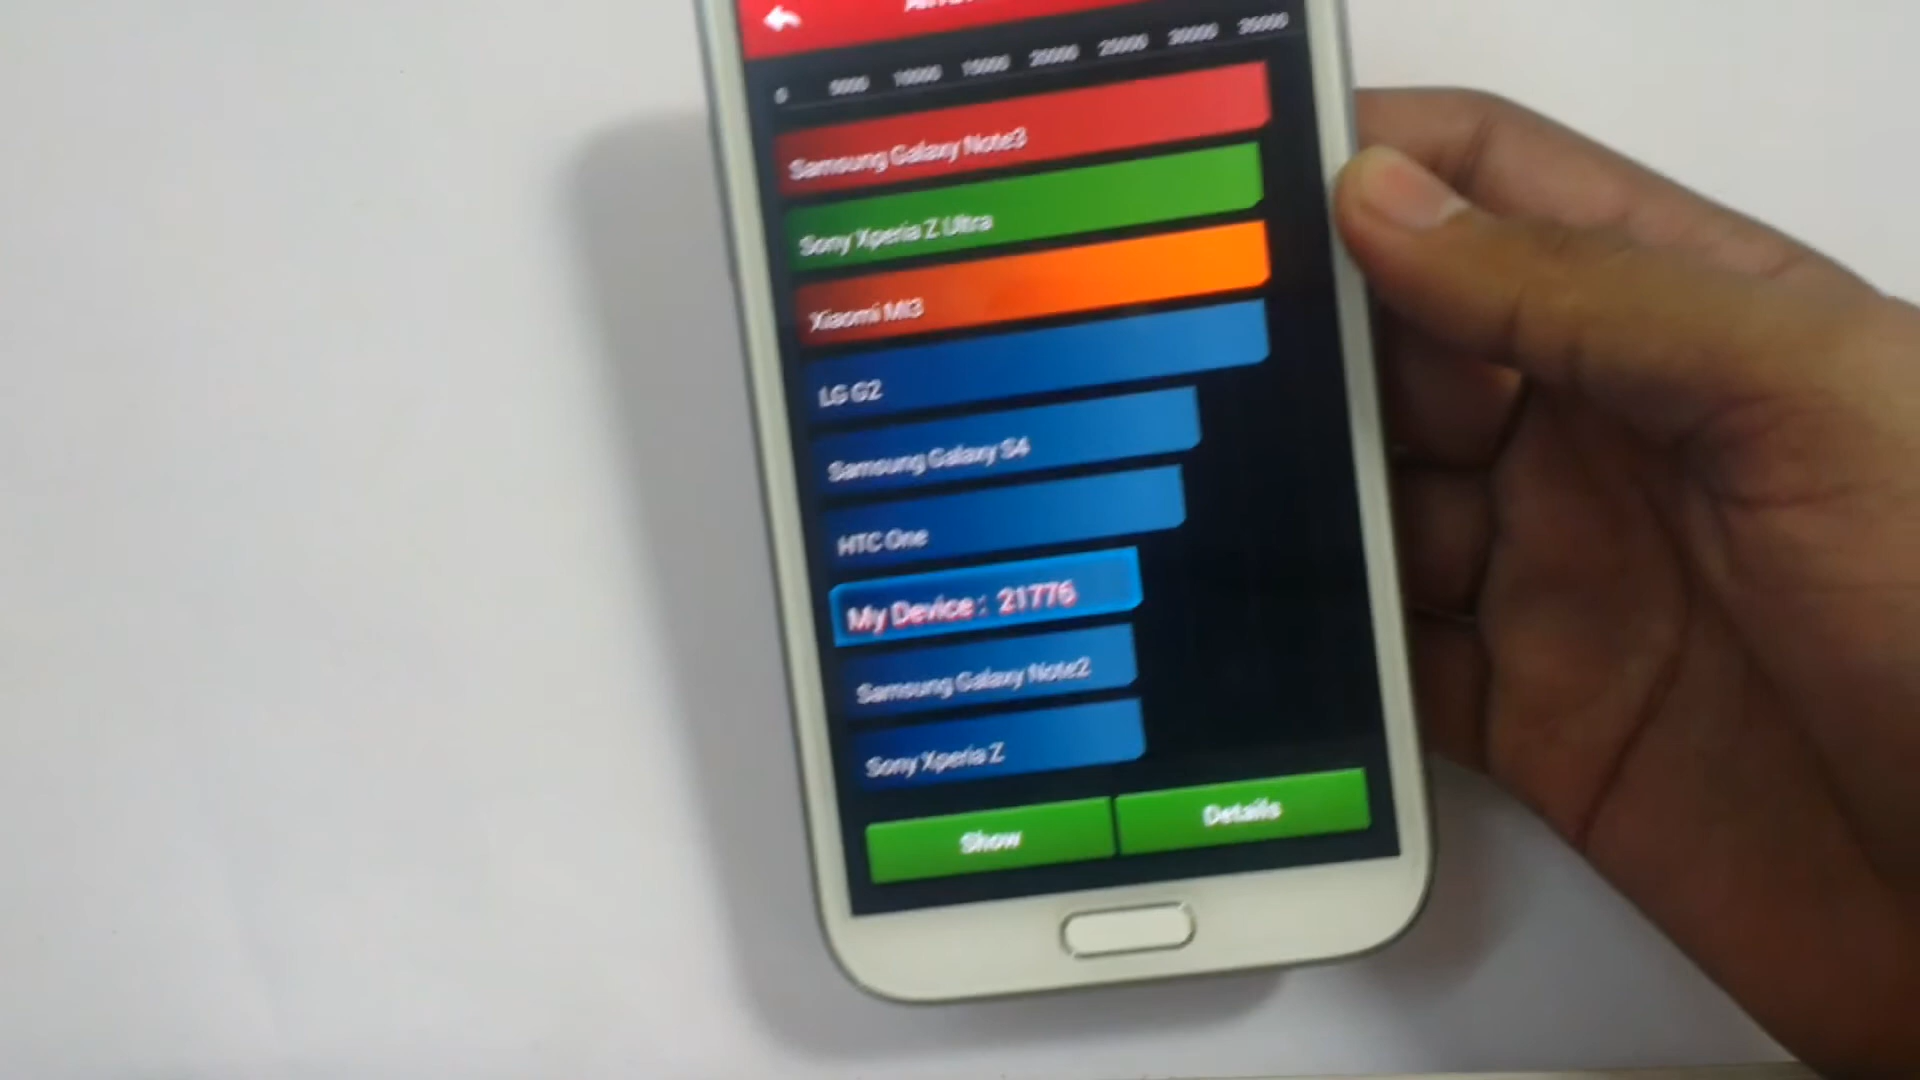 0 5000 10000 15000 20000 25000 30000 35000
Samsung Galaxy Note3
Sony Xperia Z Ultra
Xiaomi MI3
LG G2
Samsung Galaxy S4
HTC One
My Device : 21776
Samsung Galaxy Note2
Sony Xperia Z
Show Details